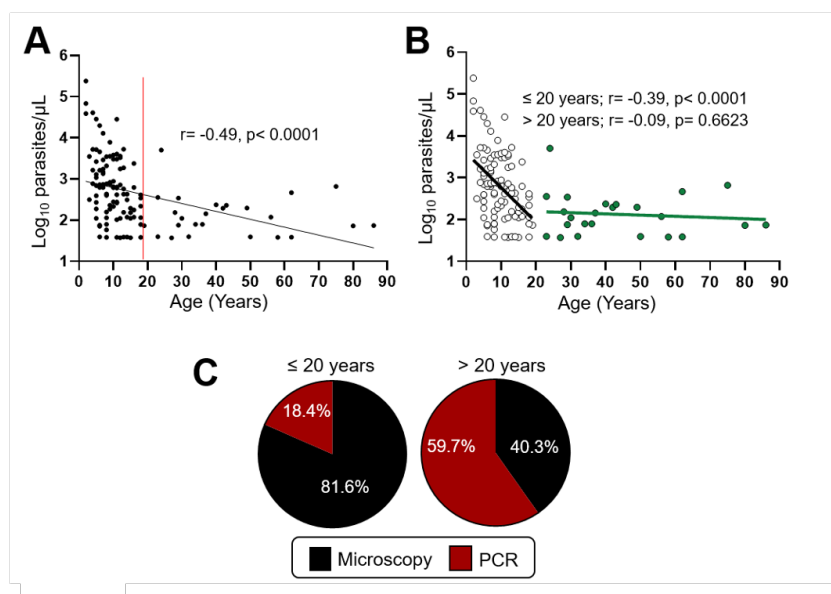 A
6
5
4
3
2
1
Log₁₀ parasites/µL
r= -0.49, p< 0.0001
0 10 20 30 40 50 60 70 80 90
Age (Years)
B
6
5
4
3
2
1
Log₁₀ parasites/µL
≤ 20 years; r= -0.39, p< 0.0001
> 20 years; r= -0.09, p= 0.6623
0 10 20 30 40 50 60 70 80 90
Age (Years)
C
≤ 20 years
18.4%
81.6%
> 20 years
59.7%
40.3%
Microscopy PCR